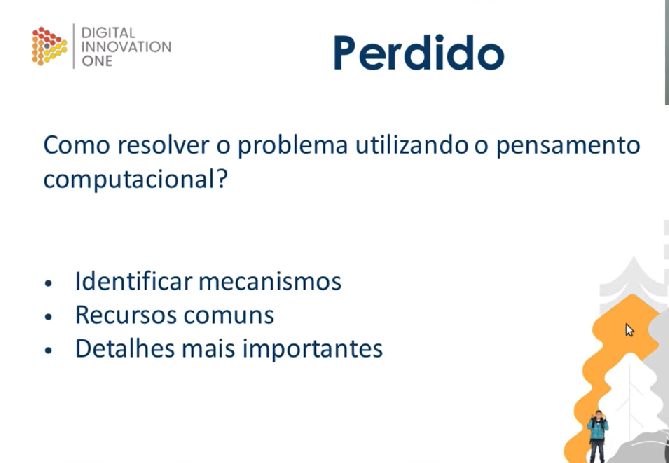 DIGITAL
INNOVATION
ONE
Perdido
Como resolver o problema utilizando o pensamento
computacional?
• Identificar mecanismos
• Recursos comuns
• Detalhes mais importantes